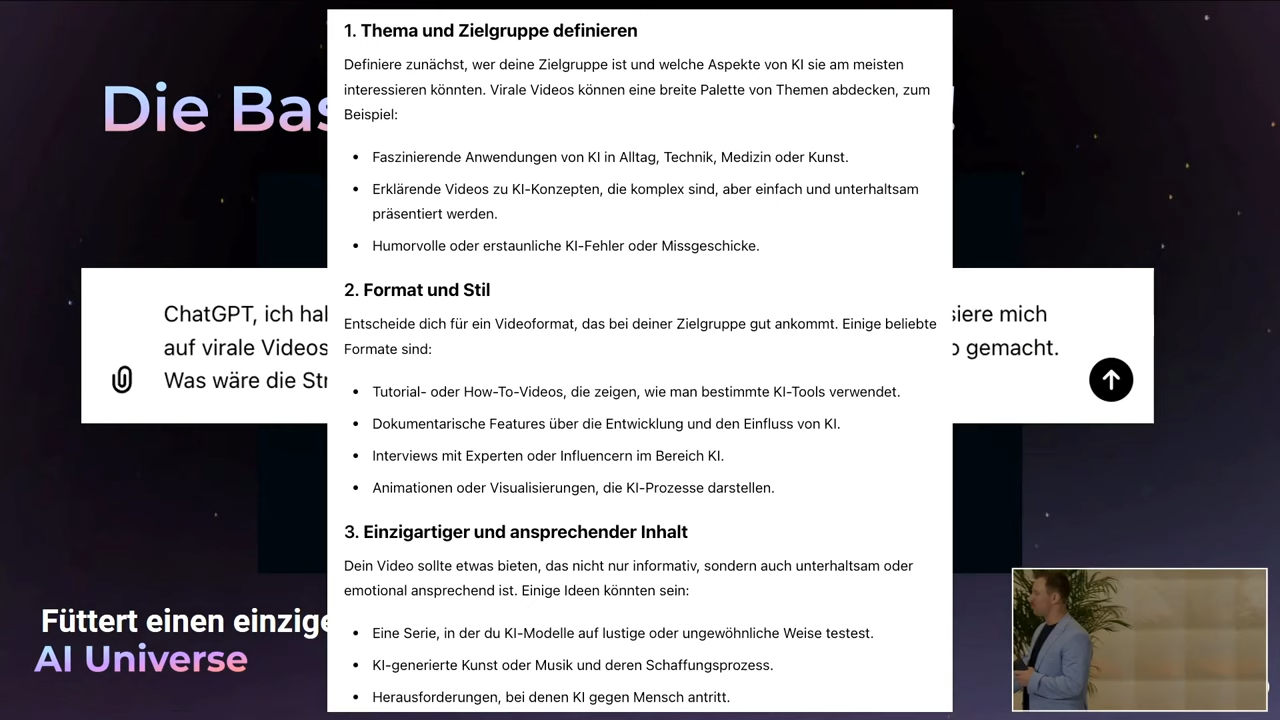 Die Bas
1. Thema und Zielgruppe definieren
Definiere zunächst, wer deine Zielgruppe ist und welche Aspekte von KI sie am meisten
interessieren könnten. Virale Videos können eine breite Palette von Themen abdecken, zum
Beispiel:
• Faszinierende Anwendungen von KI in Alltag, Technik, Medizin oder Kunst.
• Erklärende Videos zu KI-Konzepten, die komplex sind, aber einfach und unterhaltsam
präsentiert werden.
• Humorvolle oder erstaunliche KI-Fehler oder Missgeschicke.
2. Format und Stil
Entscheide dich für ein Videoformat, das bei deiner Zielgruppe gut ankommt. Einige beliebte
Formate sind:
• Tutorial- oder How-To-Videos, die zeigen, wie man bestimmte KI-Tools verwendet.
• Dokumentarische Features über die Entwicklung und den Einfluss von KI.
• Interviews mit Experten oder Influencern im Bereich KI.
• Animationen oder Visualisierungen, die KI-Prozesse darstellen.
3. Einzigartiger und ansprechender Inhalt
Dein Video sollte etwas bieten, das nicht nur informativ, sondern auch unterhaltsam oder
emotional ansprechend ist. Einige Ideen könnten sein:
• Eine Serie, in der du KI-Modelle auf lustige oder ungewöhnliche Weise testest.
• KI-generierte Kunst oder Musik und deren Schaffungsprozess.
• Herausforderungen, bei denen KI gegen Mensch antritt.
ChatGPT, ich hal
siere mich
auf virale Videos
o gemacht.
Was wäre die Str
Füttert einen einzige
AI Universe